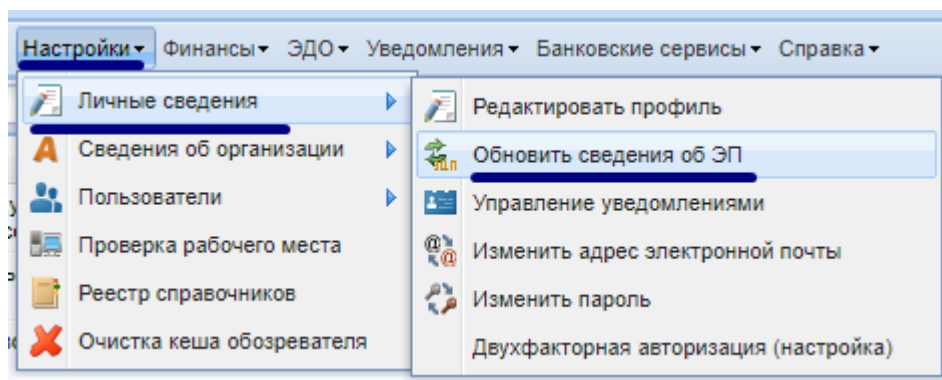 Настройки Финансы ЭДО Уведомления Банковские сервисы Справка
Личные сведения
Сведения об организации
Пользователи
Проверка рабочего места
Реестр справочников
Очистка кеша обозревателя
Редактировать профиль
Обновить сведения об ЭП
Управление уведомлениями
Изменить адрес электронной почты
Изменить пароль
Двухфакторная авторизация (настройка)